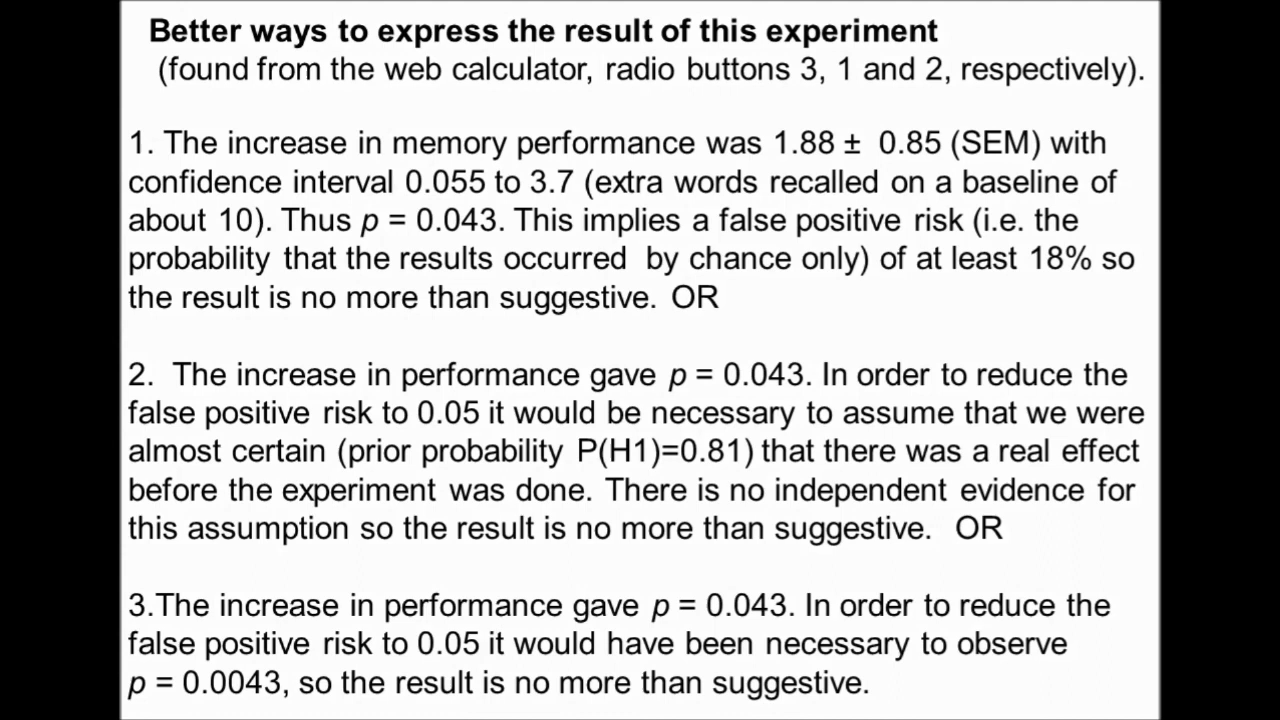 Better ways to express the result of this experiment
(found from the web calculator, radio buttons 3, 1 and 2, respectively).
1. The increase in memory performance was 1.88 ± 0.85 (SEM) with
confidence interval 0.055 to 3.7 (extra words recalled on a baseline of
about 10). Thus p = 0.043. This implies a false positive risk (i.e. the
probability that the results occurred by chance only) of at least 18% so
the result is no more than suggestive. OR
2. The increase in performance gave p = 0.043. In order to reduce the
false positive risk to 0.05 it would be necessary to assume that we were
almost certain (prior probability P(H1)=0.81) that there was a real effect
before the experiment was done. There is no independent evidence for
this assumption so the result is no more than suggestive. OR
3.The increase in performance gave p = 0.043. In order to reduce the
false positive risk to 0.05 it would have been necessary to observe
p = 0.0043, so the result is no more than suggestive.